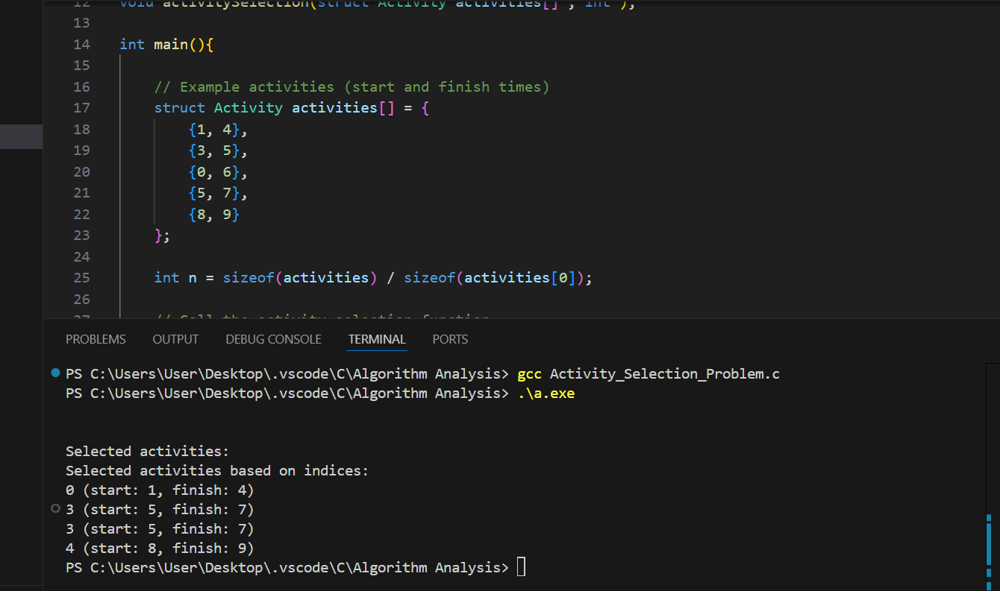 12 void activitySelection(struct Activity activities[] , int );
13
14 int main(){
15
16 // Example activities (start and finish times)
17 struct Activity activities[] = {
18 {1, 4},
19 {3, 5},
20 {0, 6},
21 {5, 7},
22 {8, 9}
23 };
24
25 int n = sizeof(activities) / sizeof(activities[0]);
26
27 // Call the activity selection function
PROBLEMS OUTPUT DEBUG CONSOLE TERMINAL PORTS
PS C:\Users\User\Desktop\.vscode\C\Algorithm Analysis> gcc Activity_Selection_Problem.c
PS C:\Users\User\Desktop\.vscode\C\Algorithm Analysis> .\a.exe
Selected activities:
Selected activities based on indices:
0 (start: 1, finish: 4)
3 (start: 5, finish: 7)
3 (start: 5, finish: 7)
4 (start: 8, finish: 9)
PS C:\Users\User\Desktop\.vscode\C\Algorithm Analysis>